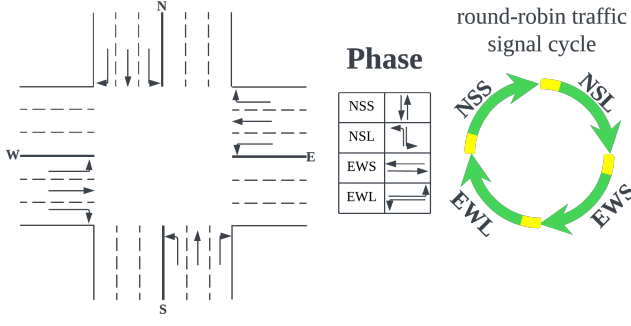 N
W
E
S
Phase
NSS
NSL
EWS
EWL
round-robin traffic
signal cycle
NSS
NSL
EWL
EWS